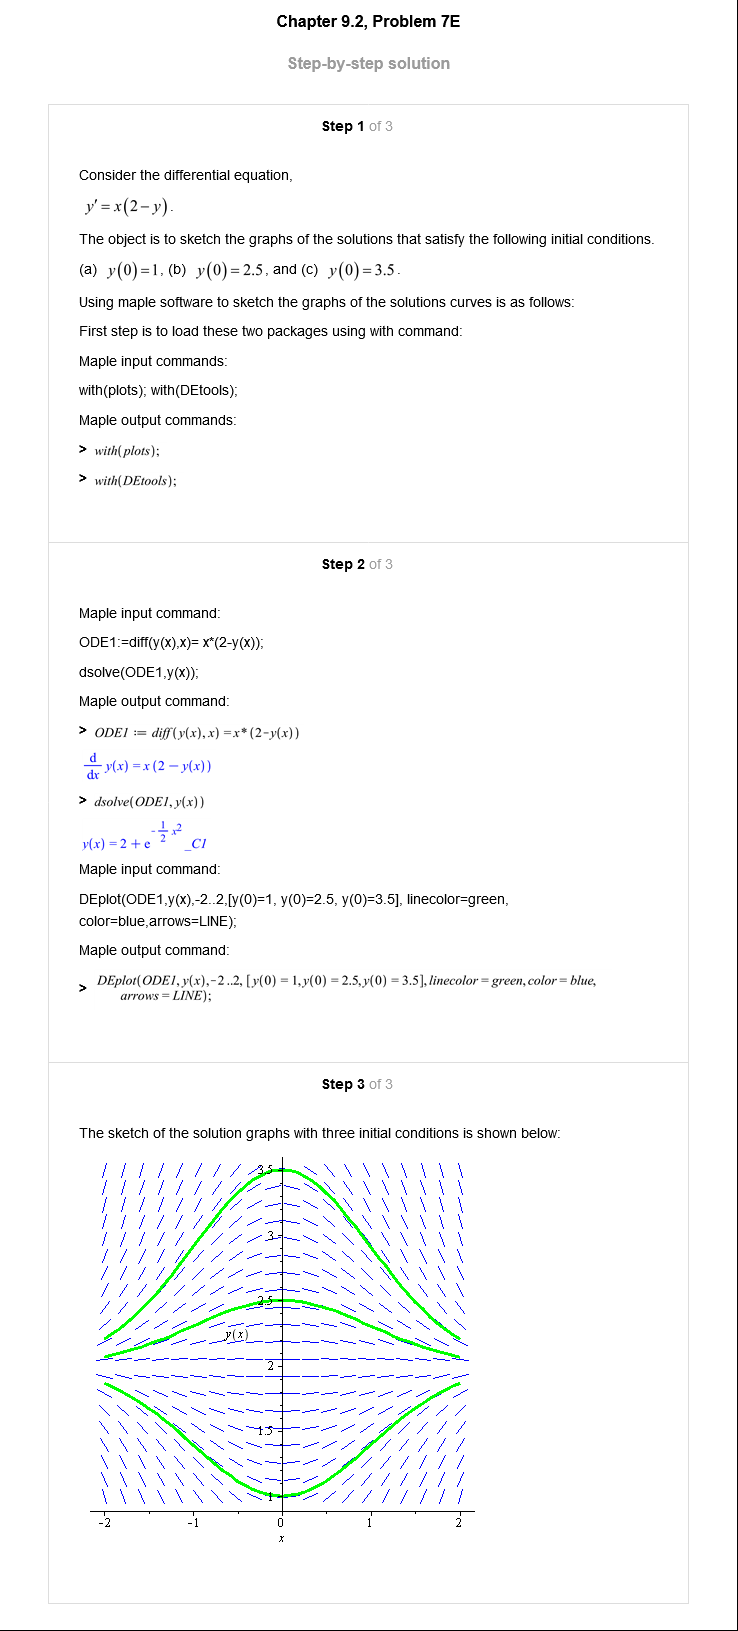 Chapter 9.2, Problem 7E
Step-by-step solution
Step 1 of 3
Consider the differential equation,
y′ = x(2 − y).
The object is to sketch the graphs of the solutions that satisfy the following initial conditions.
(a) y(0) = 1, (b) y(0) = 2.5, and (c) y(0) = 3.5.
Using maple software to sketch the graphs of the solutions curves is as follows:
First step is to load these two packages using with command:
Maple input commands:
with(plots); with(DEtools);
Maple output commands:
> with(plots);
> with(DEtools);
Step 2 of 3
Maple input command:
ODE1:=diff(y(x),x)= x*(2-y(x));
dsolve(ODE1,y(x));
Maple output command:
> ODE1 := diff(y(x), x) =x* (2−y(x))
d/dx y(x) = x (2 − y(x))
> dsolve(ODE1, y(x))
y(x) = 2 + e^(-1/2 x^2) _C1
Maple input command:
DEplot(ODE1,y(x),-2..2,[y(0)=1, y(0)=2.5, y(0)=3.5], linecolor=green,
color=blue,arrows=LINE);
Maple output command:
> DEplot(ODE1, y(x), −2 ..2, [y(0) = 1, y(0) = 2.5, y(0) = 3.5], linecolor = green, color = blue,
arrows = LINE);
Step 3 of 3
The sketch of the solution graphs with three initial conditions is shown below:
3.5
3
2.5
y(x)
2
1.5
1
-2 -1 0 1 2
x